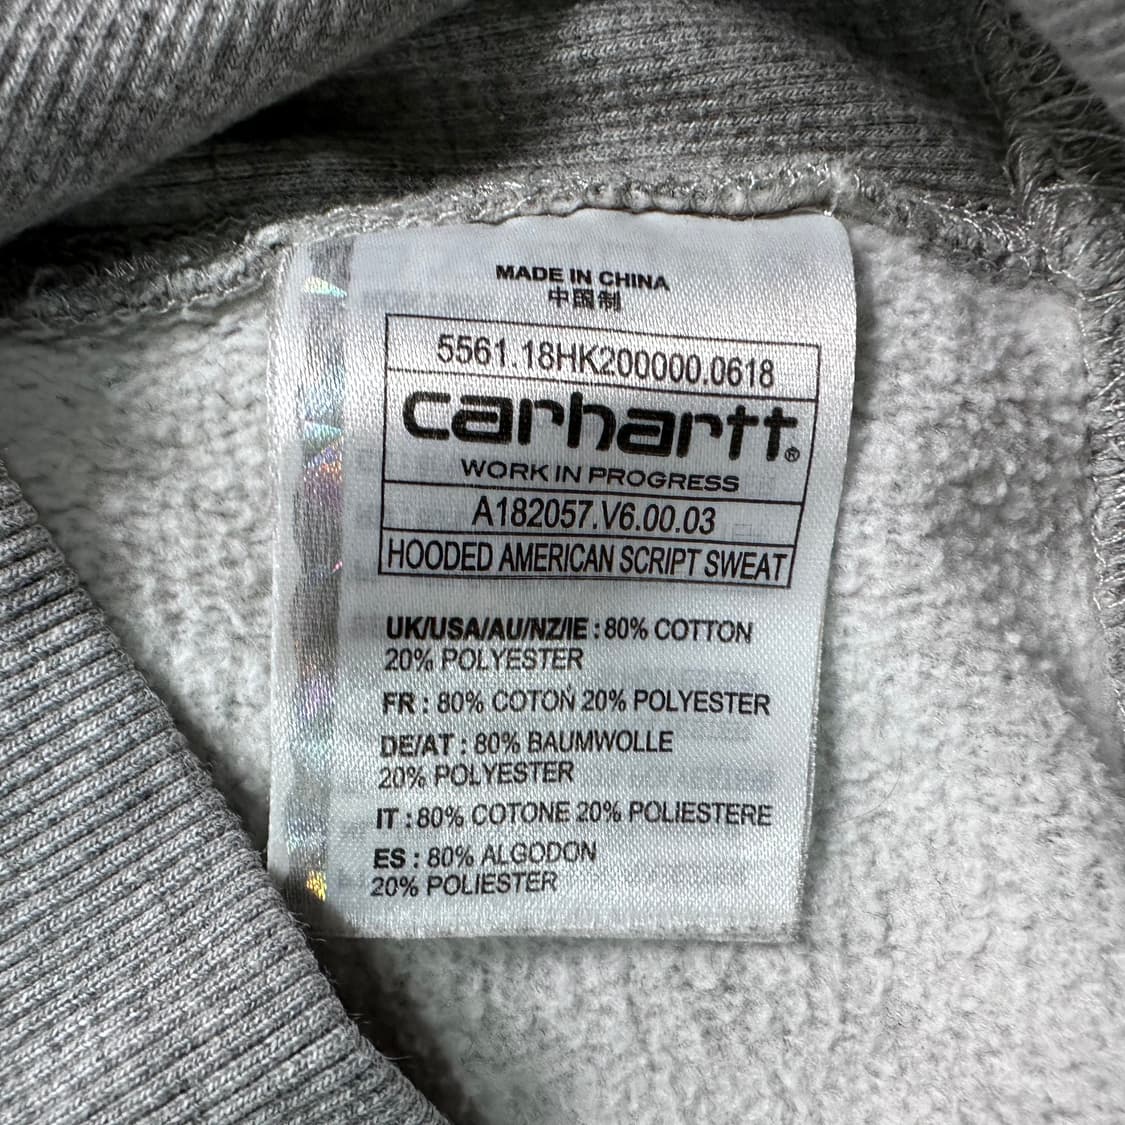 MADE IN CHINA
中国制
5561.18HK200000.0618
carhartt®
WORK IN PROGRESS
A182057.V6.00.03
HOODED AMERICAN SCRIPT SWEAT
UK/USA/AU/NZ/IE : 80% COTTON
20% POLYESTER
FR : 80% COTON 20% POLYESTER
DE/AT : 80% BAUMWOLLE
20% POLYESTER
IT : 80% COTONE 20% POLIESTERE
ES : 80% ALGODON
20% POLIESTER